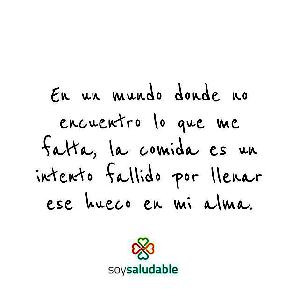 En un mundo donde no
encuentro lo que me
falta, la comida es un
intento fallido por llenar
ese hueco en mi alma.
soysaludable